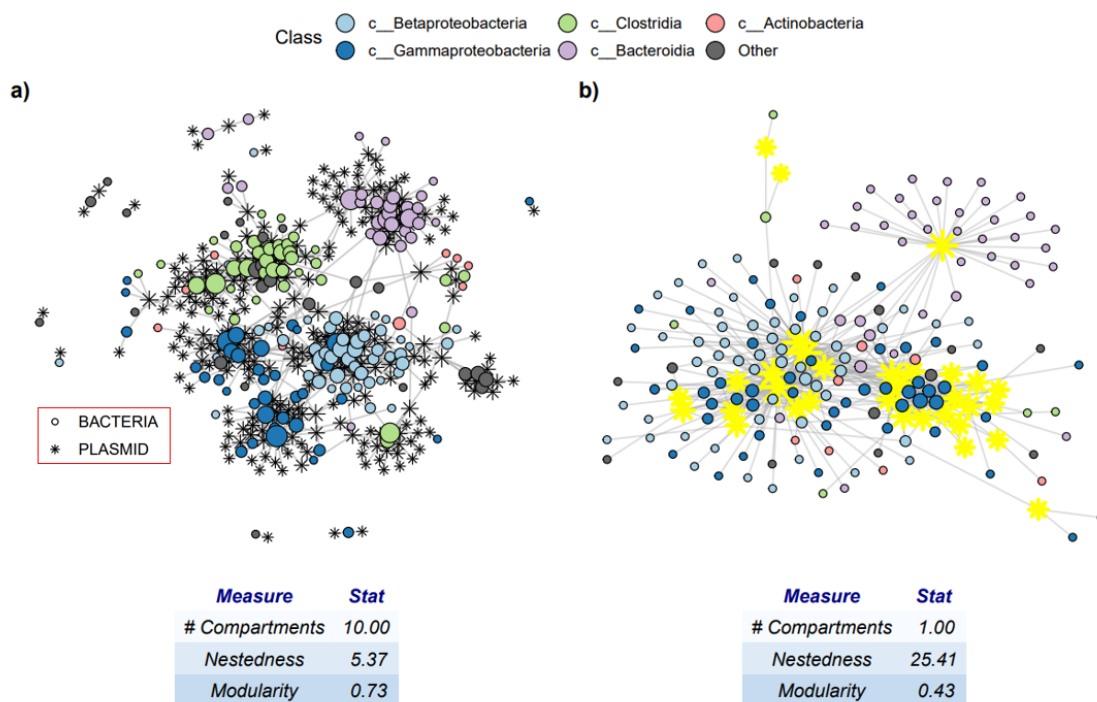 Class
c__Betaproteobacteria c__Clostridia c__Actinobacteria
c__Gammaproteobacteria c__Bacteroidia Other
a) b)
BACTERIA
PLASMID
Measure Stat
# Compartments 10.00
Nestedness 5.37
Modularity 0.73
Measure Stat
# Compartments 1.00
Nestedness 25.41
Modularity 0.43